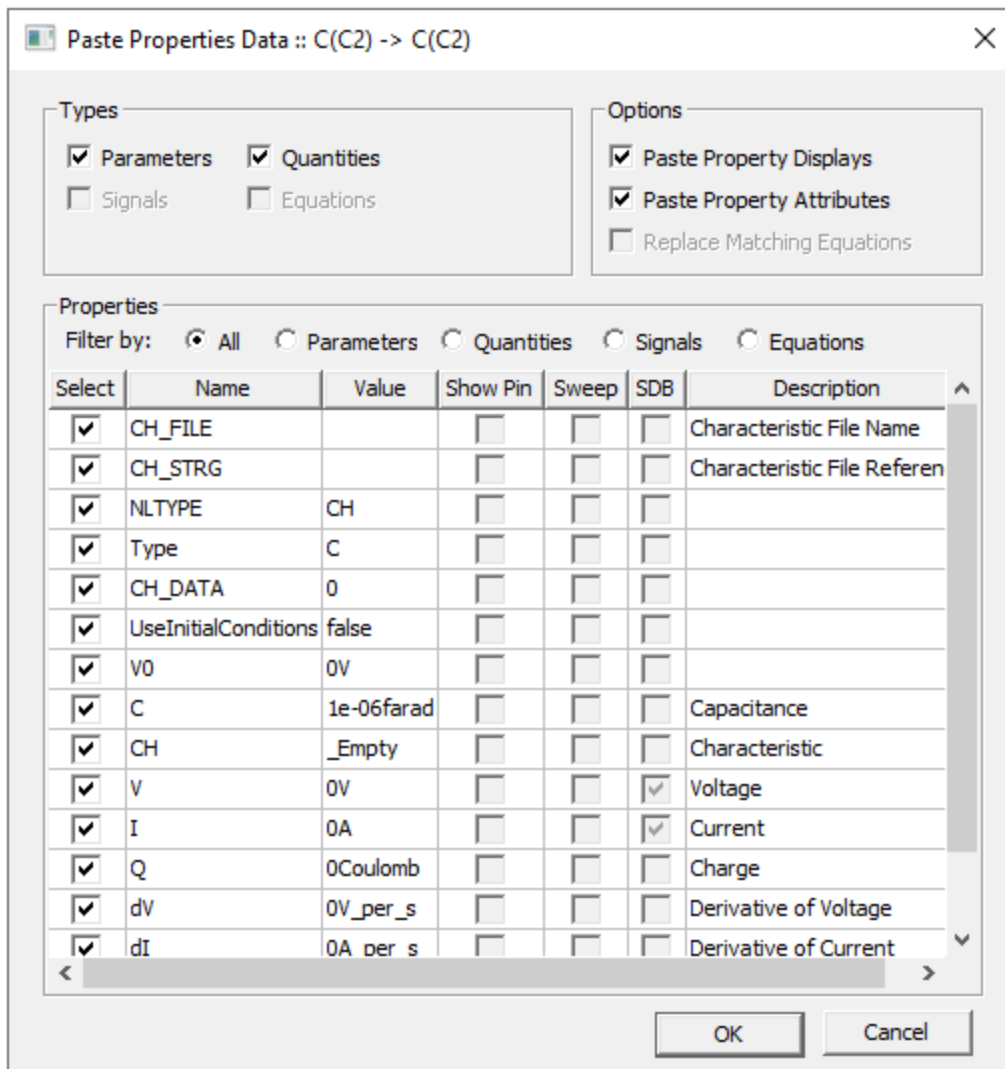 Paste Properties Data :: C(C2) -> C(C2)
Types
Options
Parameters Quantities
Paste Property Displays
Signals Equations
Paste Property Attributes
Replace Matching Equations
Properties
Filter by: All Parameters Quantities Signals Equations
Select Name Value Show Pin Sweep SDB Description
CH_FILE Characteristic File Name
CH_STRG Characteristic File Referen
NLTYPE CH
Type C
CH_DATA 0
UseInitialConditions false
V0 0V
C 1e-06farad Capacitance
CH _Empty Characteristic
V 0V Voltage
I 0A Current
Q 0Coulomb Charge
dV 0V_per_s Derivative of Voltage
dI 0A_per_s Derivative of Current
OK Cancel